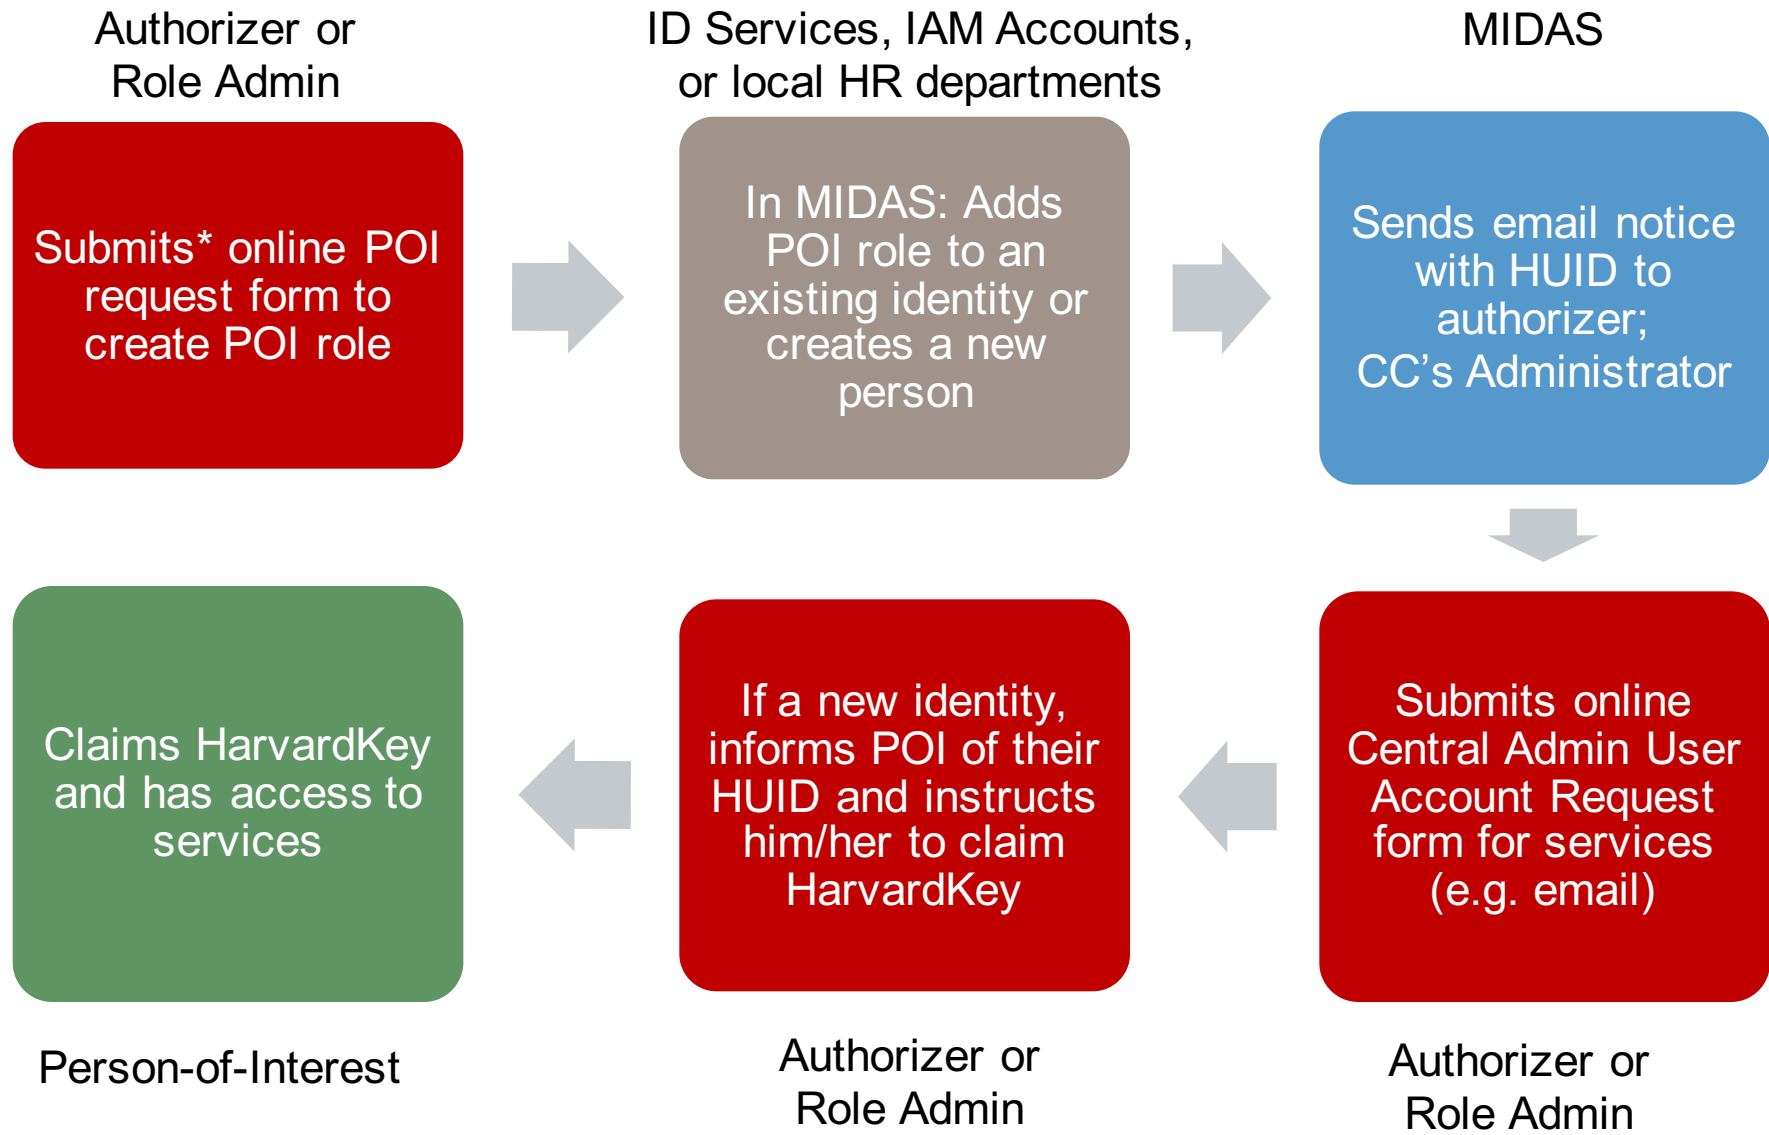 Authorizer or
Role Admin
ID Services, IAM Accounts,
or local HR departments
MIDAS
Submits* online POI
request form to
create POI role
In MIDAS: Adds
POI role to an
existing identity or
creates a new
person
Sends email notice
with HUID to
authorizer;
CC’s Administrator
Claims HarvardKey
and has access to
services
If a new identity,
informs POI of their
HUID and instructs
him/her to claim
HarvardKey
Submits online
Central Admin User
Account Request
form for services
(e.g. email)
Person-of-Interest
Authorizer or
Role Admin
Authorizer or
Role Admin